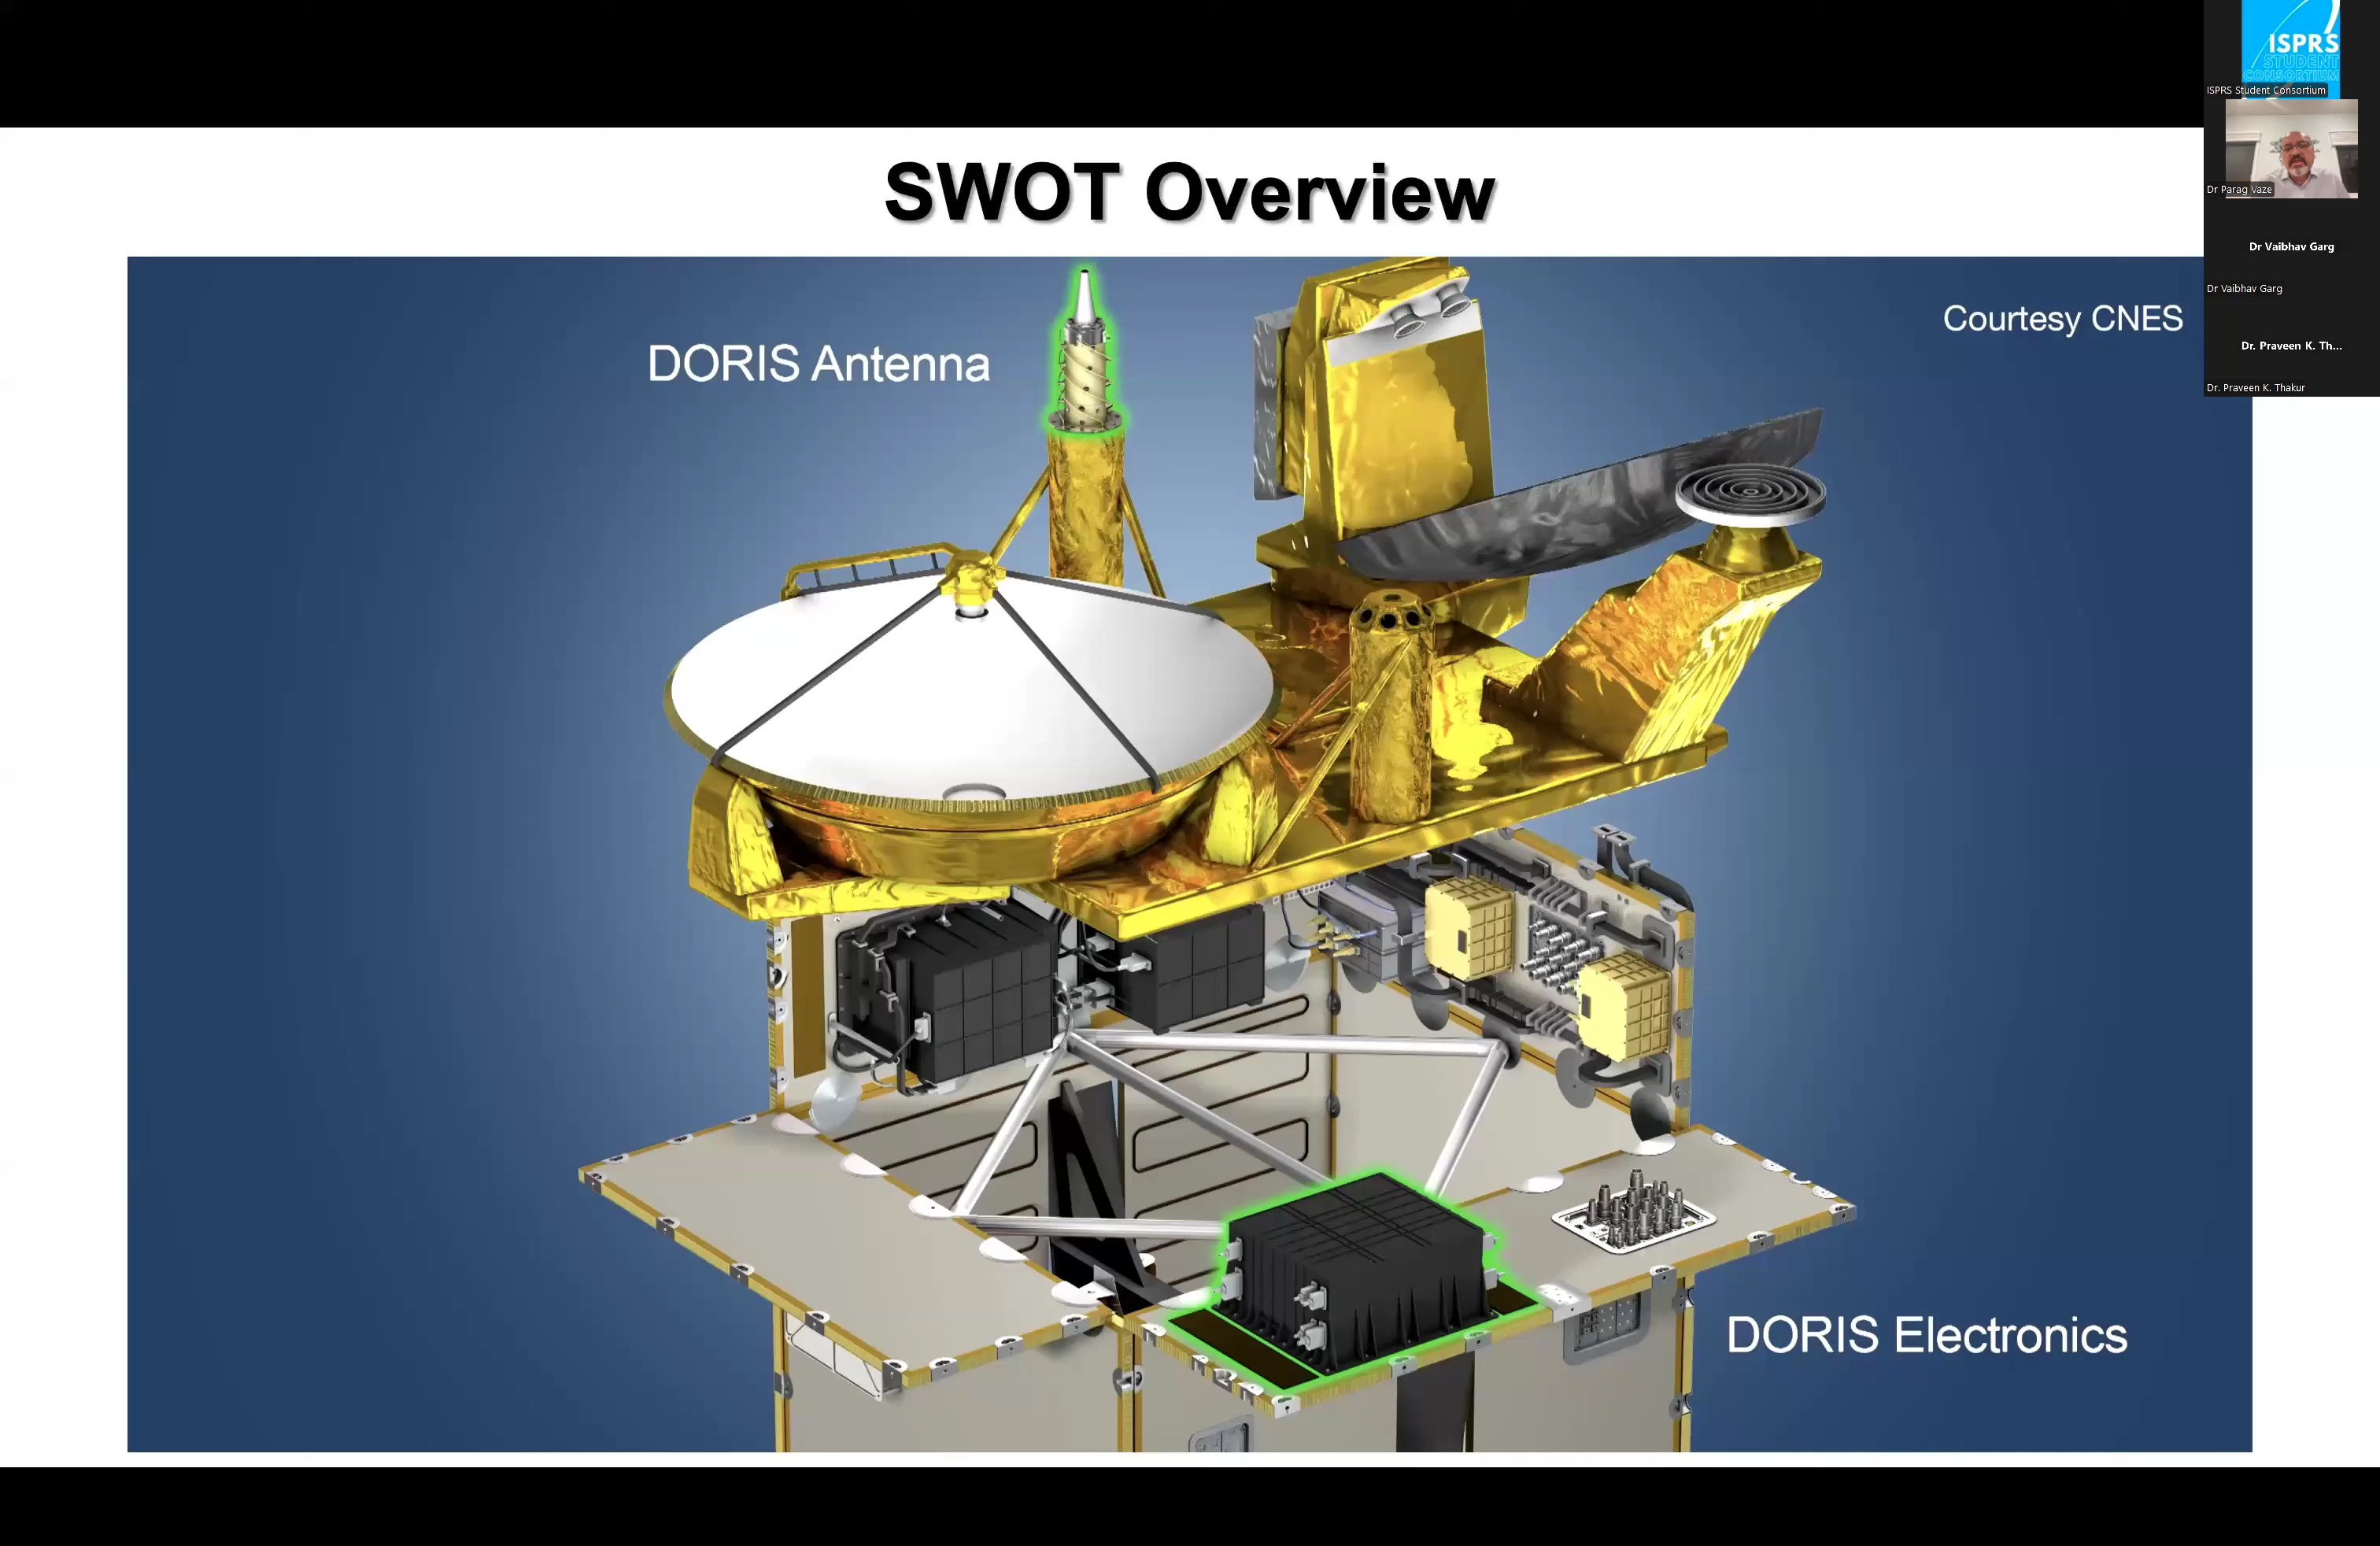 SWOT Overview
DORIS Antenna
Courtesy CNES
DORIS Electronics
ISPRS
STUDENT
CONSORTIUM
ISPRS Student Consortium
Dr Parag Vaze
Dr Vaibhav Garg
Dr Vaibhav Garg
Dr. Praveen K. Th...
Dr. Praveen K. Thakur